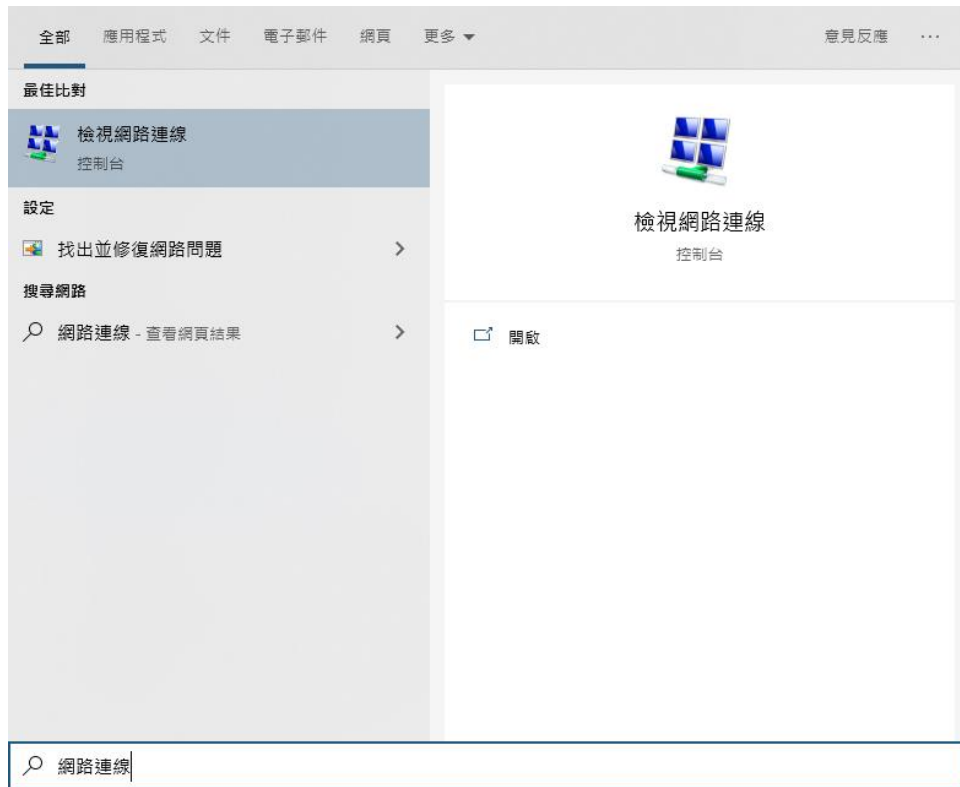 全部 應用程式 文件 電子郵件 網頁 更多 意見反應 ...
最佳比對
檢視網路連線
控制台
設定
找出並修復網路問題
搜尋網路
網路連線 - 查看網頁結果
檢視網路連線
控制台
開啟
網路連線